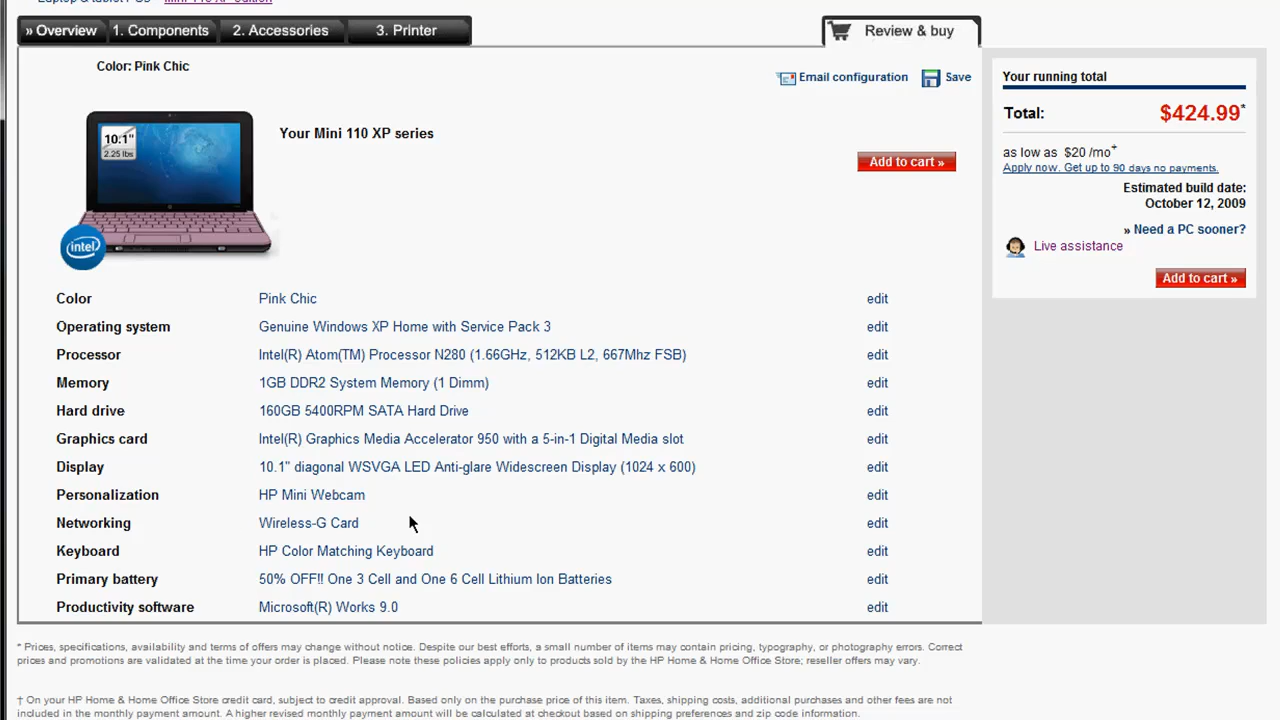 » Overview
1. Components
2. Accessories
3. Printer
Review & buy
Color: Pink Chic
Email configuration
Save
10.1"
2.25 lbs
intel
Your Mini 110 XP series
Add to cart »
Color Pink Chic edit
Operating system Genuine Windows XP Home with Service Pack 3 edit
Processor Intel(R) Atom(TM) Processor N280 (1.66GHz, 512KB L2, 667Mhz FSB) edit
Memory 1GB DDR2 System Memory (1 Dimm) edit
Hard drive 160GB 5400RPM SATA Hard Drive edit
Graphics card Intel(R) Graphics Media Accelerator 950 with a 5-in-1 Digital Media slot edit
Display 10.1" diagonal WSVGA LED Anti-glare Widescreen Display (1024 x 600) edit
Personalization HP Mini Webcam edit
Networking Wireless-G Card edit
Keyboard HP Color Matching Keyboard edit
Primary battery 50% OFF!! One 3 Cell and One 6 Cell Lithium Ion Batteries edit
Productivity software Microsoft(R) Works 9.0 edit
Your running total
Total: $424.99*
as low as $20 /mo+
Apply now. Get up to 90 days no payments.
Estimated build date:
October 12, 2009
» Need a PC sooner?
Live assistance
Add to cart »
* Prices, specifications, availability and terms of offers may change without notice. Despite our best efforts, a small number of items may contain pricing, typography, or photography errors. Correct
prices and promotions are validated at the time your order is placed. Please note these policies apply only to products sold by the HP Home & Home Office Store; reseller offers may vary.
† On your HP Home & Home Office Store credit card, subject to credit approval. Based only on the purchase price of this item. Taxes, shipping costs, additional purchases and other fees are not
included in the monthly payment amount. A higher revised monthly payment amount will be calculated at checkout based on shipping preferences and zip code information.